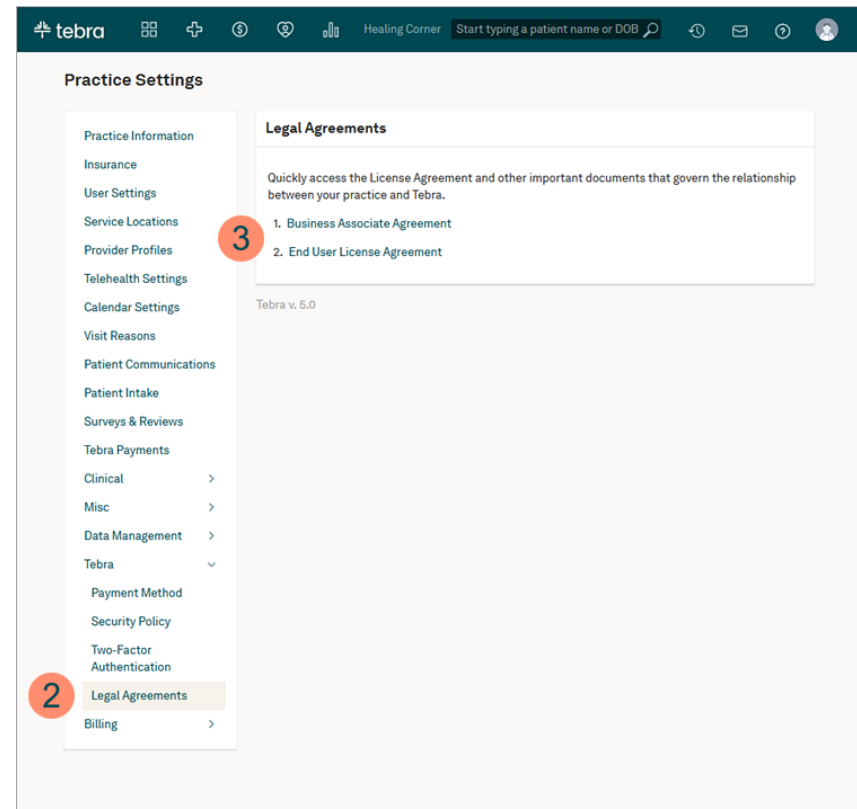 tebra Healing Corner Start typing a patient name or DOB
Practice Settings
Practice Information
Insurance
User Settings
Service Locations
Provider Profiles
Telehealth Settings
Calendar Settings
Visit Reasons
Patient Communications
Patient Intake
Surveys & Reviews
Tebra Payments
Clinical
Misc
Data Management
Tebra
Payment Method
Security Policy
Two-Factor
Authentication
2 Legal Agreements
Billing
Legal Agreements
Quickly access the License Agreement and other important documents that govern the relationship
between your practice and Tebra.
3
1. Business Associate Agreement
2. End User License Agreement
Tebra v. 5.0